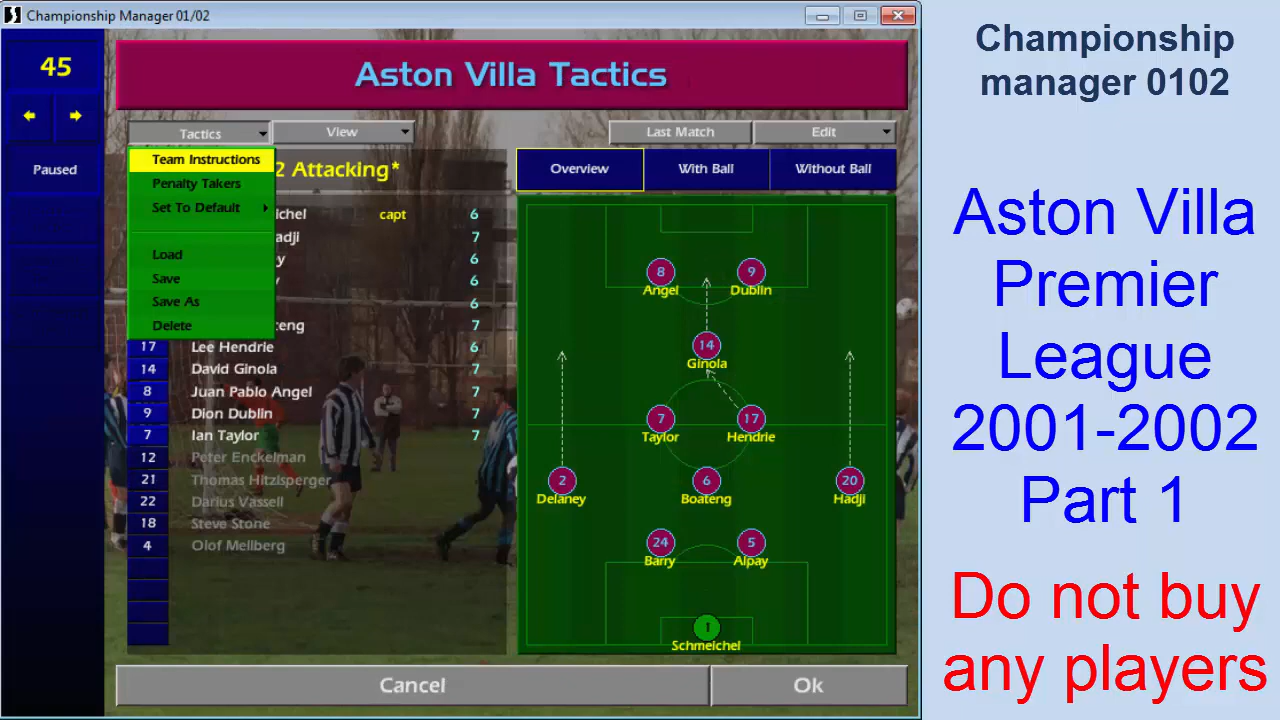 Championship Manager 01/02
45
Aston Villa Tactics
Tactics
View
Last Match
Edit
Paused
Team Instructions
Penalty Takers
Set To Default
Load
Save
Save As
Delete
2 Attacking*
Overview
With Ball
Without Ball
ichel capt 6
adji 7
y 6
y 6
6
teng 7
17 Lee Hendrie 6
14 David Ginola 7
8 Juan Pablo Angel 7
9 Dion Dublin 7
7 Ian Taylor 7
12 Peter Enckelman
21 Thomas Hitzlsperger
22 Darius Vassell
18 Steve Stone
4 Olof Mellberg
8 Angel
9 Dublin
14 Ginola
7 Taylor
17 Hendrie
2 Delaney
6 Boateng
20 Hadji
24 Barry
5 Alpay
1 Schmeichel
Cancel
Ok
Championship
manager 0102
Aston Villa
Premier
League
2001-2002
Part 1
Do not buy
any players